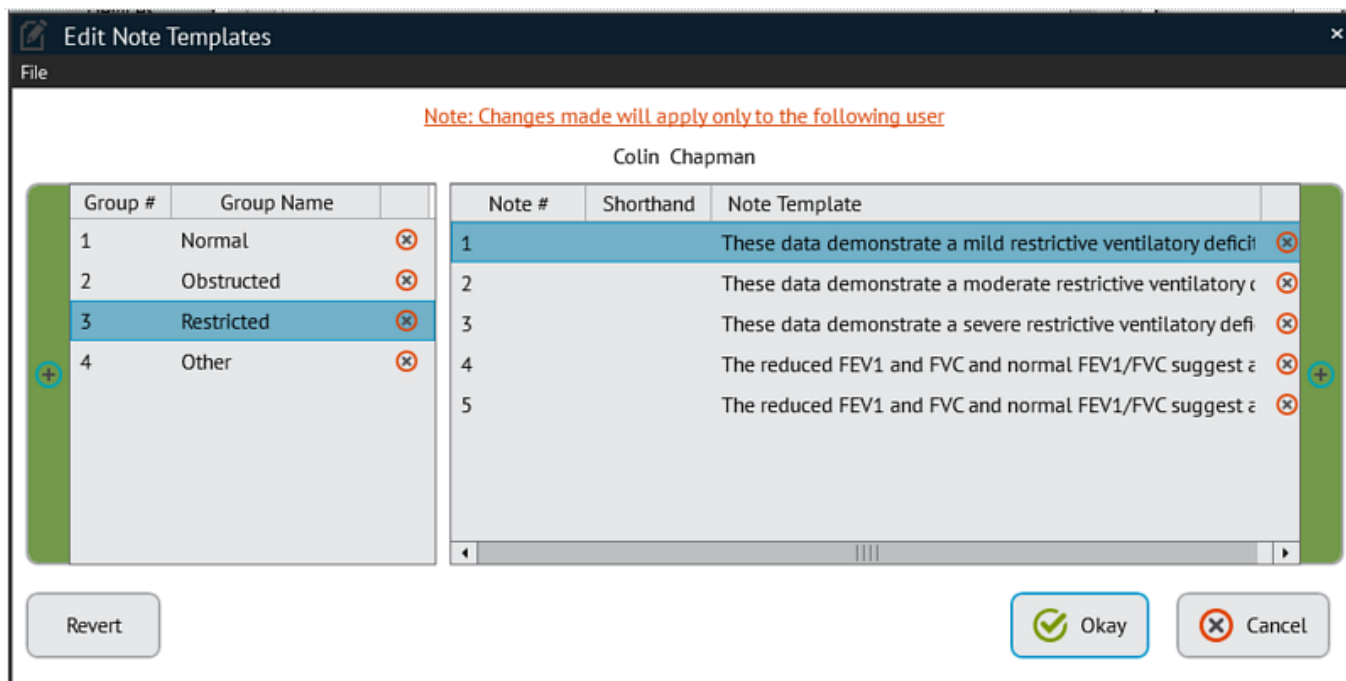 Edit Note Templates
File
Note: Changes made will apply only to the following user
Colin Chapman
Group # Group Name
1 Normal
2 Obstructed
3 Restricted
4 Other
Note # Shorthand Note Template
1 These data demonstrate a mild restrictive ventilatory deficit
2 These data demonstrate a moderate restrictive ventilatory
3 These data demonstrate a severe restrictive ventilatory defi
4 The reduced FEV1 and FVC and normal FEV1/FVC suggest a
5 The reduced FEV1 and FVC and normal FEV1/FVC suggest a
Revert
Okay
Cancel